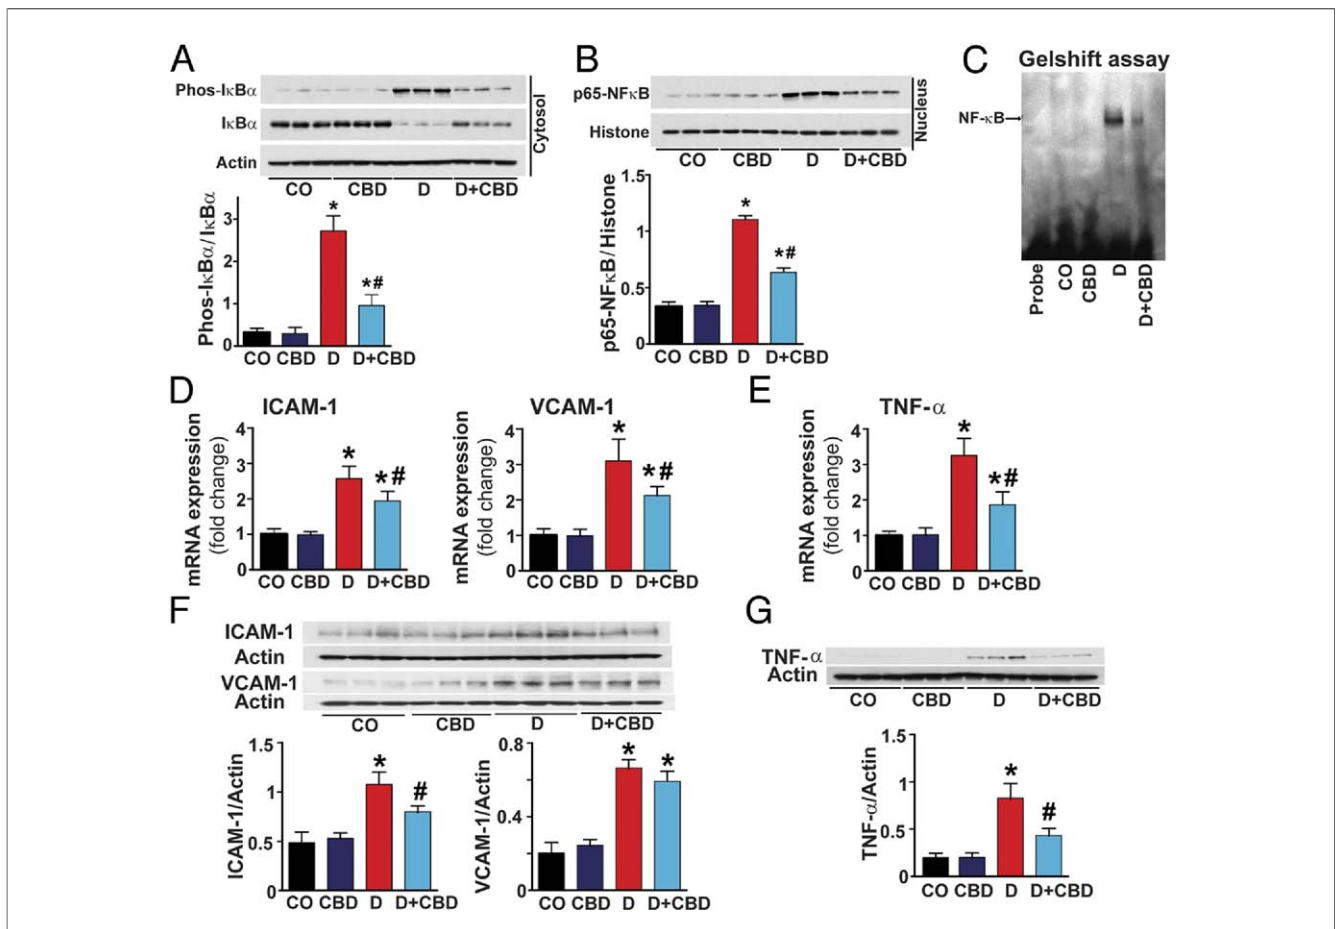 A
Phos-IκBα
IκBα
Actin
Cytosol
CO CBD D D+CBD
Phos-IκBα/IκBα
3
2
1
0
*
*#
CO CBD D D+CBD
B
p65-NFκB
Histone
Nucleus
CO CBD D D+CBD
p65-NFκB/Histone
1.5
1
0.5
0
*
*#
CO CBD D D+CBD
C
Gelshift assay
NF-κB→
Probe
CO
CBD
D
D+CBD
D
ICAM-1
mRNA expression
(fold change)
4
3
2
1
0
*
*#
CO CBD D D+CBD
VCAM-1
mRNA expression
(fold change)
4
3
2
1
0
*
*#
CO CBD D D+CBD
E
TNF-α
mRNA expression
(fold change)
4
3
2
1
0
*
*#
CO CBD D D+CBD
F
ICAM-1
Actin
VCAM-1
Actin
CO CBD D D+CBD
ICAM-1/Actin
1.5
1
0.5
0
*
#
CO CBD D D+CBD
VCAM-1/Actin
0.8
0.4
0
*
*
CO CBD D D+CBD
G
TNF-α
Actin
CO CBD D D+CBD
TNF-α/Actin
1.5
1
0.5
0
*
#
CO CBD D D+CBD